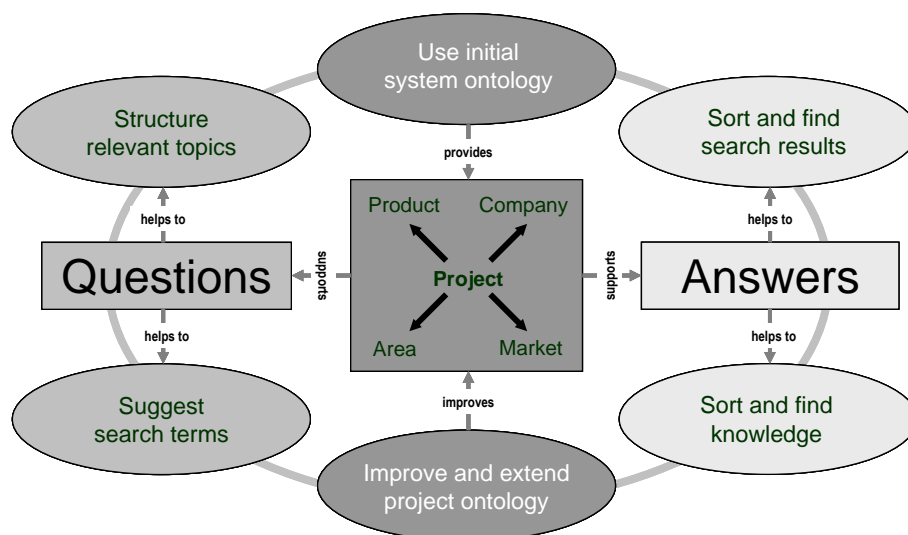 Use initial
system ontology
Structure
relevant topics
Sort and find
search results
provides
helps to
helps to
Product
Company
Questions
supports
Project
supports
Answers
helps to
helps to
Area
Market
Suggest
search terms
improves
Sort and find
knowledge
Improve and extend
project ontology